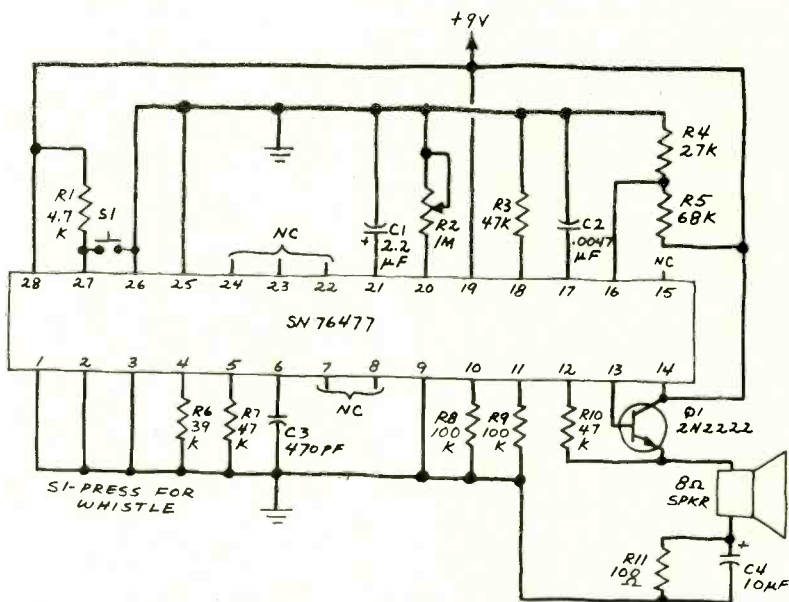 +9V
R4
27K
R1
4.7
K
S1
R5
68K
NC
+
C1
2.2
µF
R2
1M
R3
47K
C2
.0047
µF
NC
28 27 26 25 24 23 22 21 20 19 18 17 16 15
SN 76477
1 2 3 4 5 6 7 8 9 10 11 12 13 14
R6
39
K
R7
47
K
C3
470PF
NC
R8
100
K
R9
100
K
R10
47
K
Q1
2N2222
S1-PRESS FOR
WHISTLE
8Ω
SPKR
R11
100
Ω
+
C4
10µF